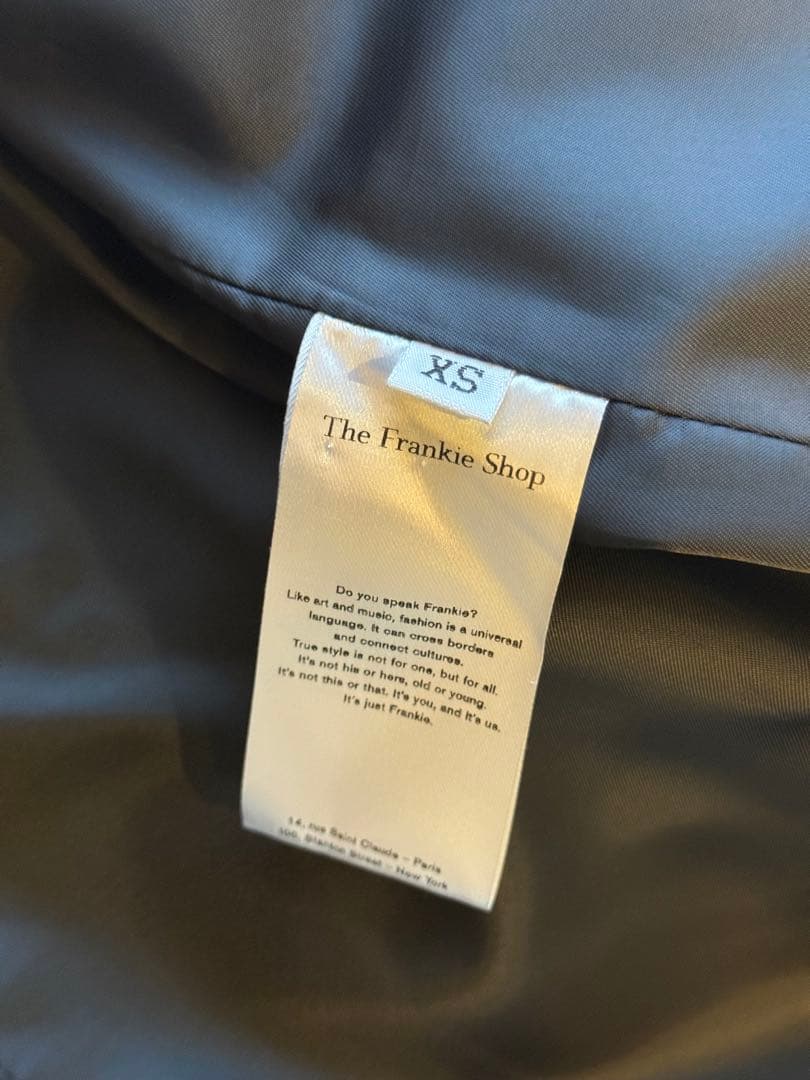 XS
The Frankie Shop
Do you speak Frankie?
Like art and music, fashion is a universal
language. It can cross borders
and connect cultures.
True style is not for one, but for all.
It's not his or hers, old or young.
It's not this or that. It's you, and it's us.
It's just Frankie.
14, rue Saint Claude – Paris
100, Stanton Street – New York